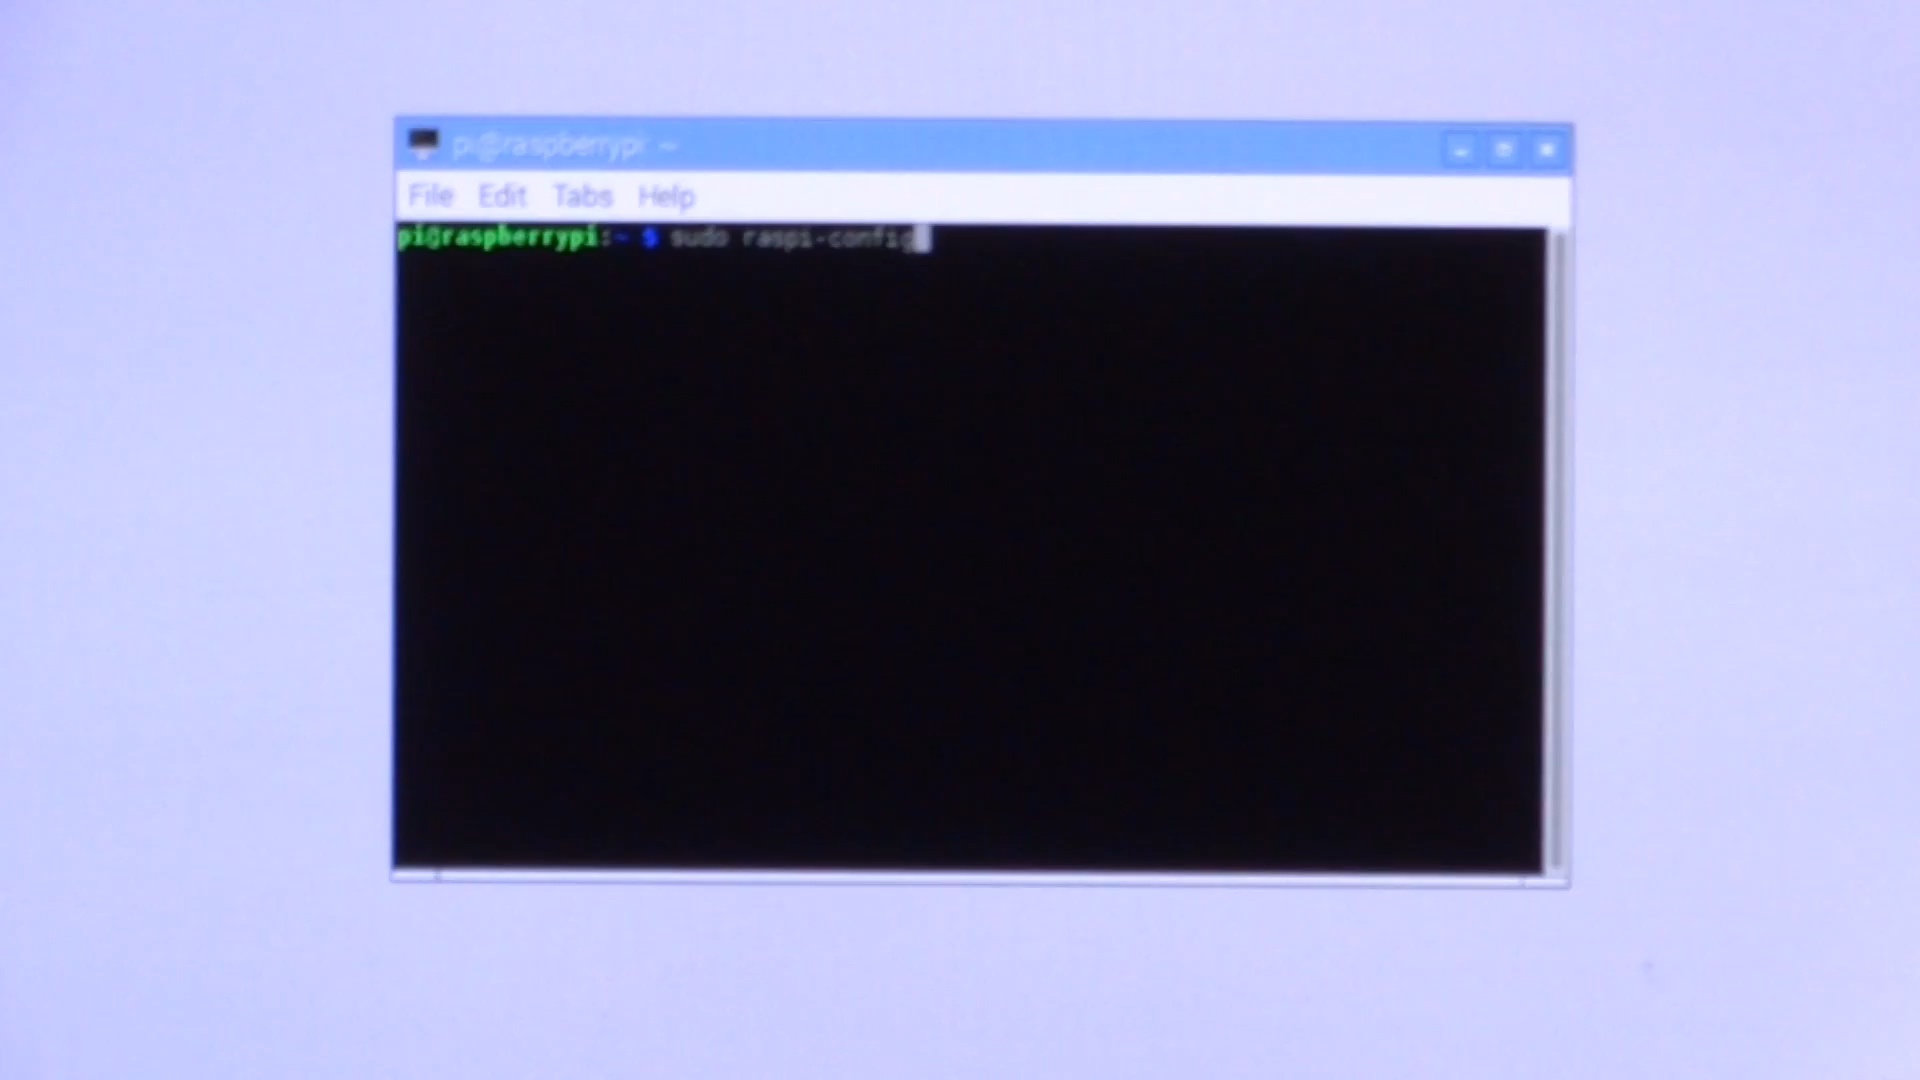 pi@raspberrypi: ~
File Edit Tabs Help
pi@raspberrypi:~ $ sudo raspi-config